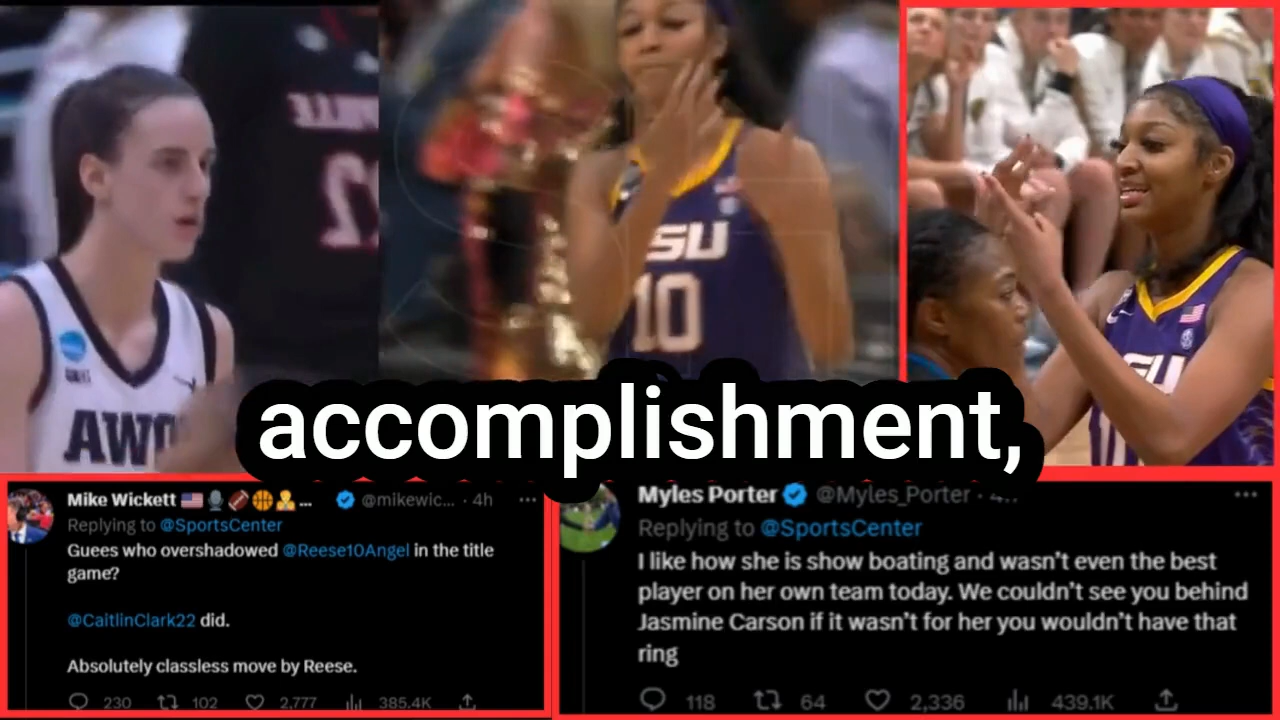 SU
10
22
AWO
accomplishment,
Mike Wickett ... @mikewic... · 4h ...
Replying to @SportsCenter
Guees who overshadowed @Reese10Angel in the title
game?
@CaitlinClark22 did.
Absolutely classless move by Reese.
230 102 2,777 385.4K
Myles Porter @Myles_Porter ...
Replying to @SportsCenter
I like how she is show boating and wasn't even the best
player on her own team today. We couldn't see you behind
Jasmine Carson if it wasn't for her you wouldn't have that
ring
118 64 2,336 439.1K